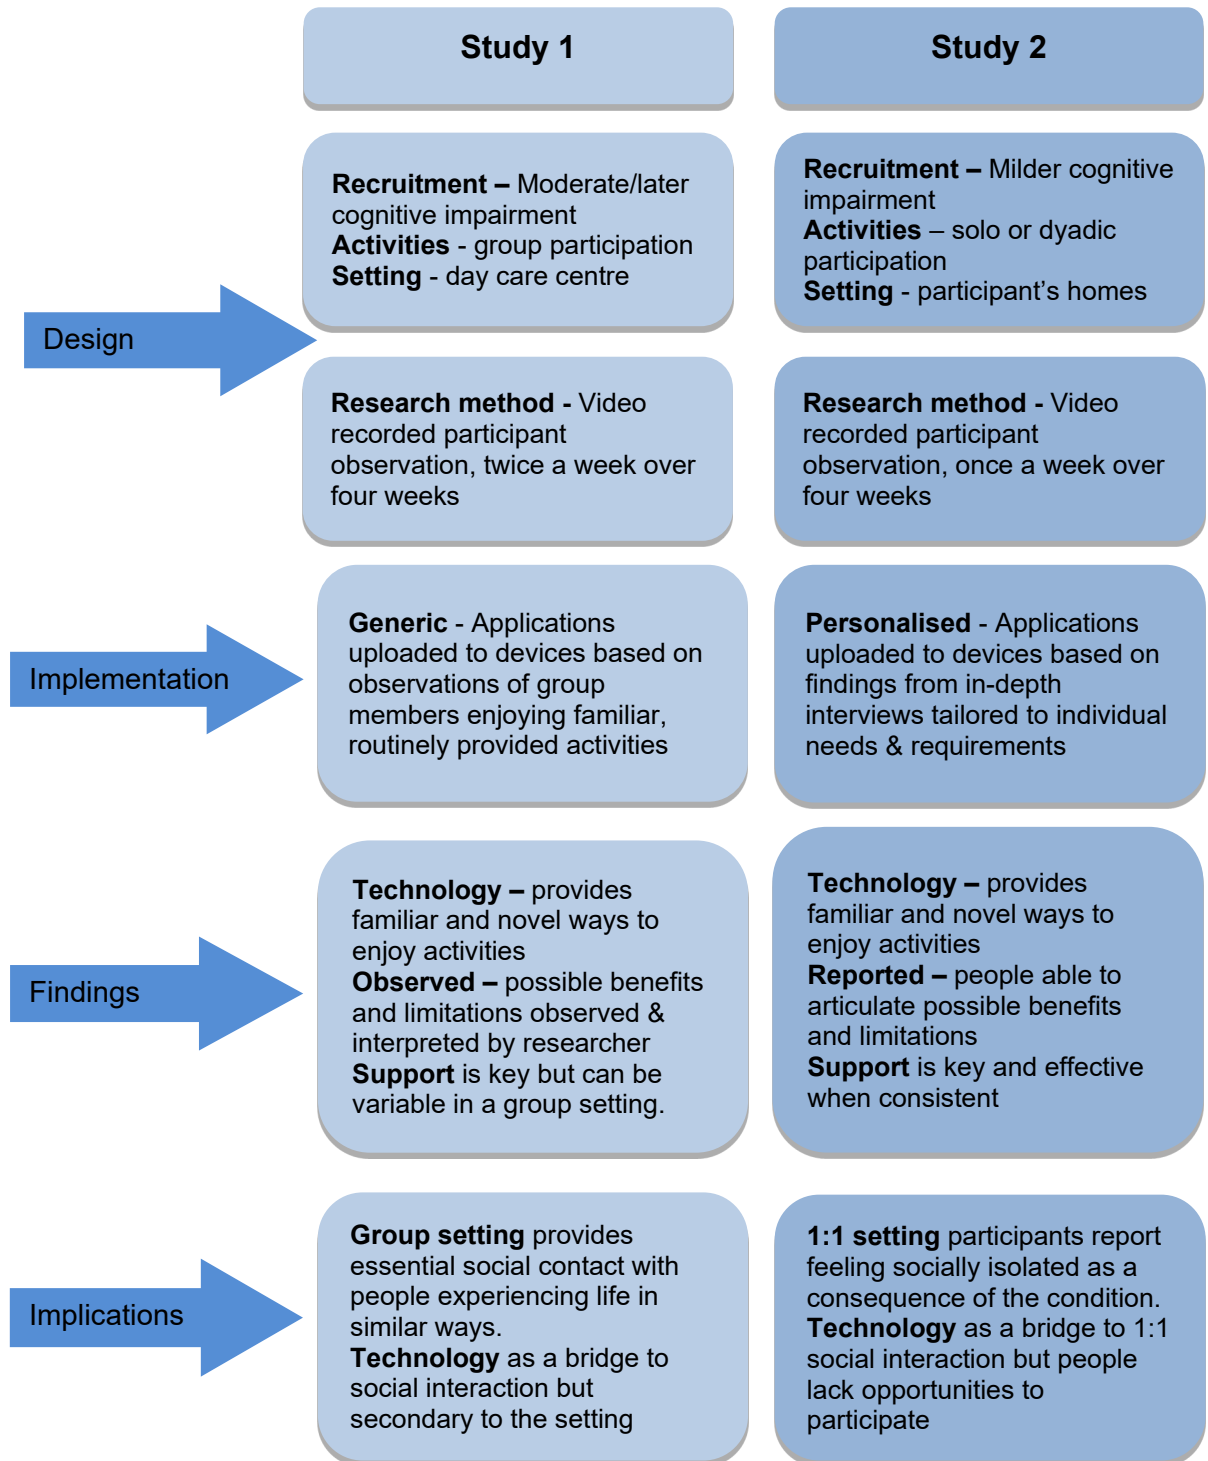 Study 1
Study 2
Design
Recruitment – Moderate/later
cognitive impairment
Activities - group participation
Setting - day care centre
Recruitment – Milder cognitive
impairment
Activities – solo or dyadic
participation
Setting - participant's homes
Research method - Video
recorded participant
observation, twice a week over
four weeks
Research method - Video
recorded participant
observation, once a week over
four weeks
Implementation
Generic - Applications
uploaded to devices based on
observations of group
members enjoying familiar,
routinely provided activities
Personalised - Applications
uploaded to devices based on
findings from in-depth
interviews tailored to individual
needs & requirements
Findings
Technology – provides
familiar and novel ways to
enjoy activities
Observed – possible benefits
and limitations observed &
interpreted by researcher
Support is key but can be
variable in a group setting.
Technology – provides
familiar and novel ways to
enjoy activities
Reported – people able to
articulate possible benefits
and limitations
Support is key and effective
when consistent
Implications
Group setting provides
essential social contact with
people experiencing life in
similar ways.
Technology as a bridge to
social interaction but
secondary to the setting
1:1 setting participants report
feeling socially isolated as a
consequence of the condition.
Technology as a bridge to 1:1
social interaction but people
lack opportunities to
participate